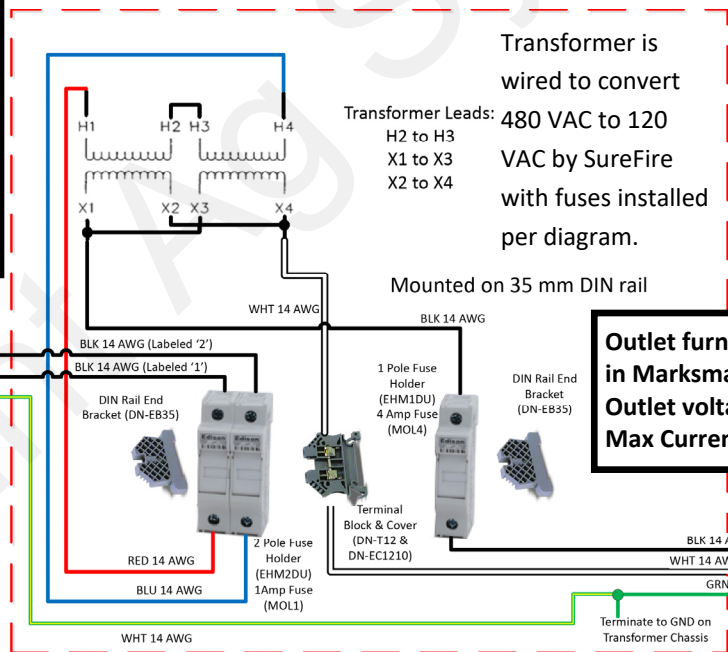 Transformer is
wired to convert
480 VAC to 120
VAC by SureFire
with fuses installed
per diagram.
Transformer Leads:
H2 to H3
X1 to X3
X2 to X4
H1
H2 H3
H4
X1
X2 X3
X4
Mounted on 35 mm DIN rail
WHT 14 AWG
BLK 14 AWG
BLK 14 AWG (Labeled ‘2’)
BLK 14 AWG (Labeled ‘1’)
DIN Rail End
Bracket (DN-EB35)
1 Pole Fuse
Holder
(EHM1DU)
4 Amp Fuse
(MOL4)
DIN Rail End
Bracket
(DN-EB35)
Outlet furn
in Marksma
Outlet volta
Max Curren
Edison
Edison
Edison
Terminal
Block & Cover
(DN-T12 &
DN-EC1210)
2 Pole Fuse
Holder
(EHM2DU)
1Amp Fuse
(MOL1)
RED 14 AWG
BLU 14 AWG
WHT 14 AWG
BLK 14 A
WHT 14 AW
GRN
Terminate to GND on
Transformer Chassis